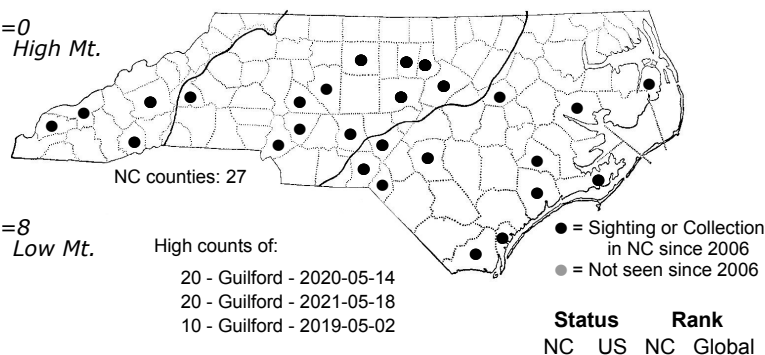 =0
High Mt.
NC counties: 27
=8
Low Mt.
High counts of:
20 - Guilford - 2020-05-14
20 - Guilford - 2021-05-18
10 - Guilford - 2019-05-02
● = Sighting or Collection
in NC since 2006
● = Not seen since 2006
Status Rank
NC US NC Global